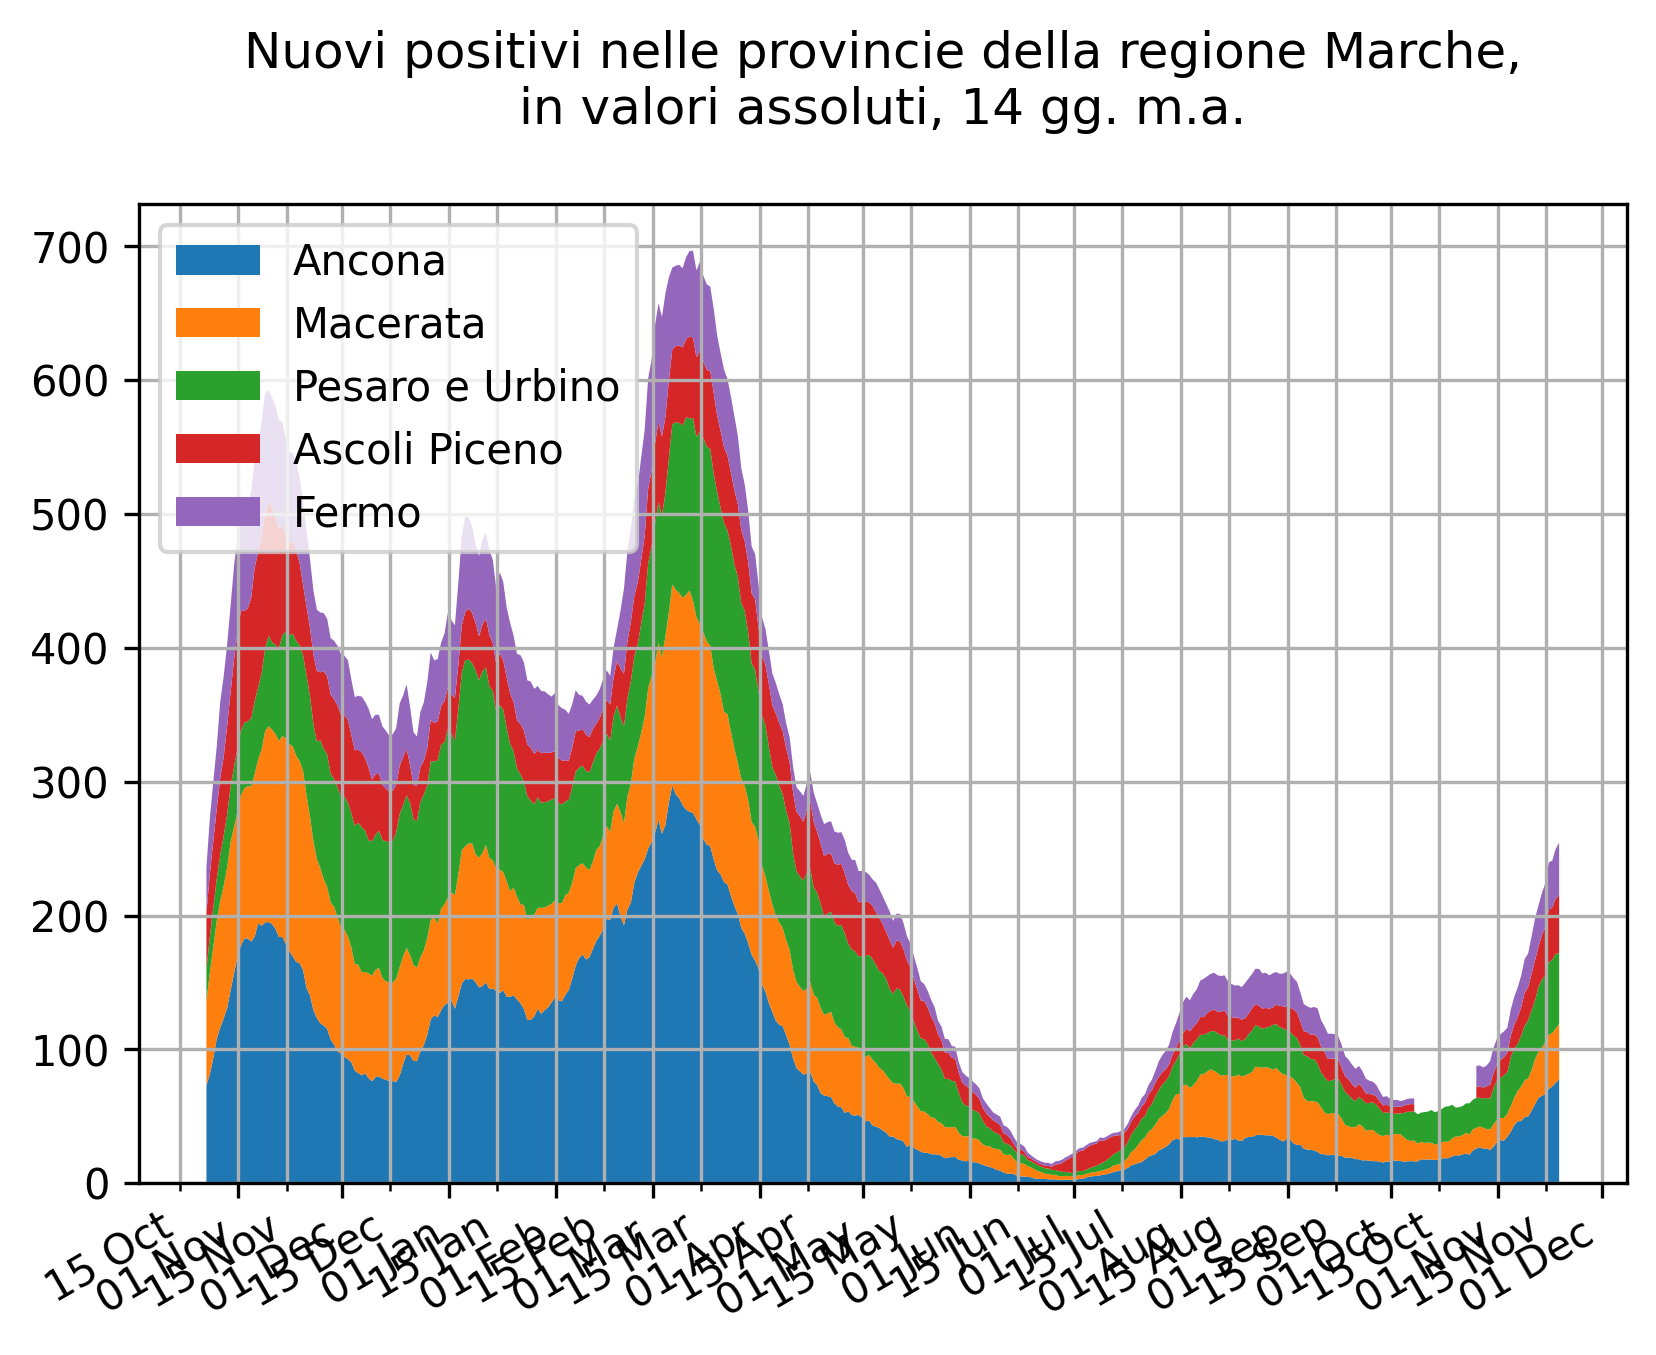 Nuovi positivi nelle provincie della regione Marche,
in valori assoluti, 14 gg. m.a.
700
600
500
400
300
200
100
0
Ancona
Macerata
Pesaro e Urbino
Ascoli Piceno
Fermo
15 Oct
01 Nov
15 Nov
01 Dec
15 Dec
01 Jan
15 Jan
01 Feb
15 Feb
01 Mar
15 Mar
01 Apr
15 Apr
01 May
15 May
01 Jun
15 Jun
01 Jul
15 Jul
01 Aug
15 Aug
01 Sep
15 Sep
01 Oct
15 Oct
01 Nov
15 Nov
01 Dec